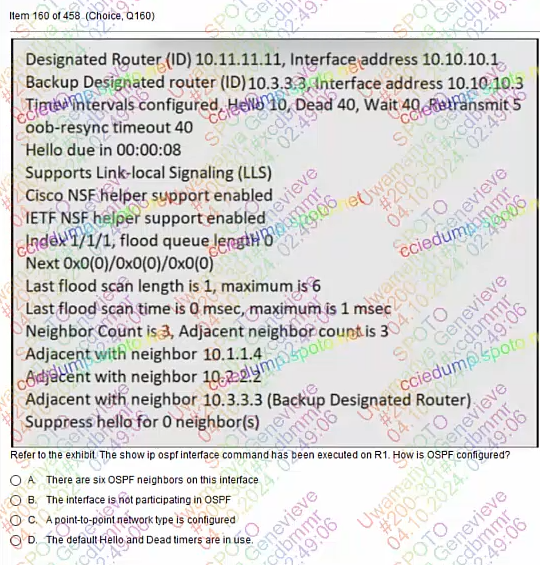 Item 160 of 458 (Choice, Q160)
Designated Router (ID) 10.11.11.11, Interface address 10.10.10.1
Backup Designated router (ID) 10.3.3.3, Interface address 10.10.10.3
Timer intervals configured, Hello 10, Dead 40, Wait 40, Retransmit 5
oob-resync timeout 40
Hello due in 00:00:08
Supports Link-local Signaling (LLS)
Cisco NSF helper support enabled
IETF NSF helper support enabled
Index 1/1/1, flood queue length 0
Next 0x0(0)/0x0(0)/0x0(0)
Last flood scan length is 1, maximum is 6
Last flood scan time is 0 msec, maximum is 1 msec
Neighbor Count is 3, Adjacent neighbor count is 3
Adjacent with neighbor 10.1.1.4
Adjacent with neighbor 10.2.2.2
Adjacent with neighbor 10.3.3.3 (Backup Designated Router)
Suppress hello for 0 neighbor(s)
Refer to the exhibit. The show ip ospf interface command has been executed on R1. How is OSPF configured?
A. There are six OSPF neighbors on this interface
B. The interface is not participating in OSPF
C. A point-to-point network type is configured
D. The default Hello and Dead timers are in use.